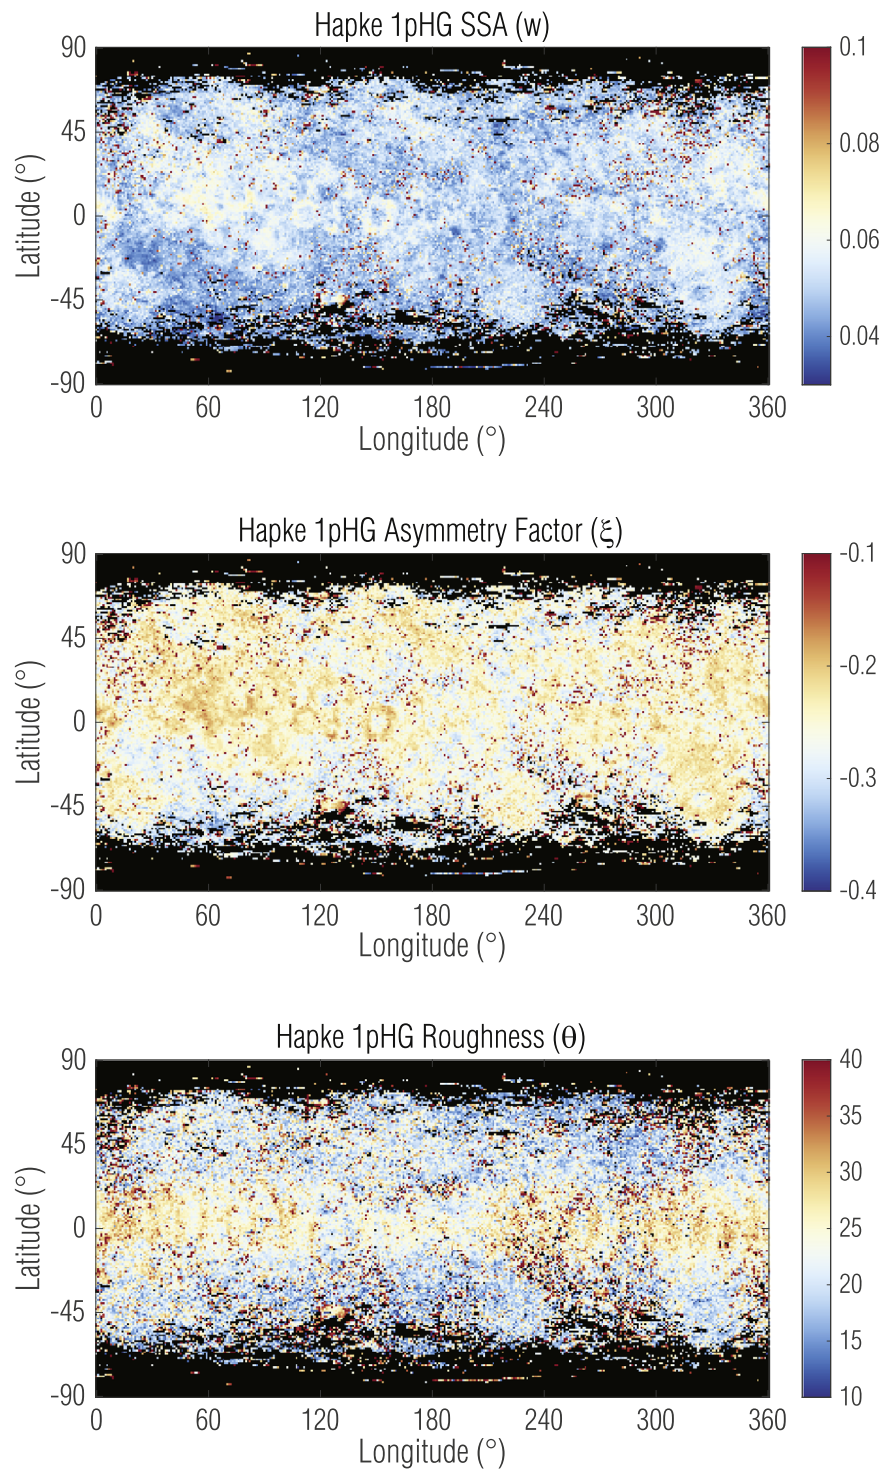 Hapke 1pHG SSA (w)
90
45
0
-45
-90
Latitude (°)
0 60 120 180 240 300 360
Longitude (°)
0.1
0.08
0.06
0.04
Hapke 1pHG Asymmetry Factor (ξ)
90
45
0
-45
-90
Latitude (°)
0 60 120 180 240 300 360
Longitude (°)
-0.1
-0.2
-0.3
-0.4
Hapke 1pHG Roughness (θ)
90
45
0
-45
-90
Latitude (°)
0 60 120 180 240 300 360
Longitude (°)
40
35
30
25
20
15
10